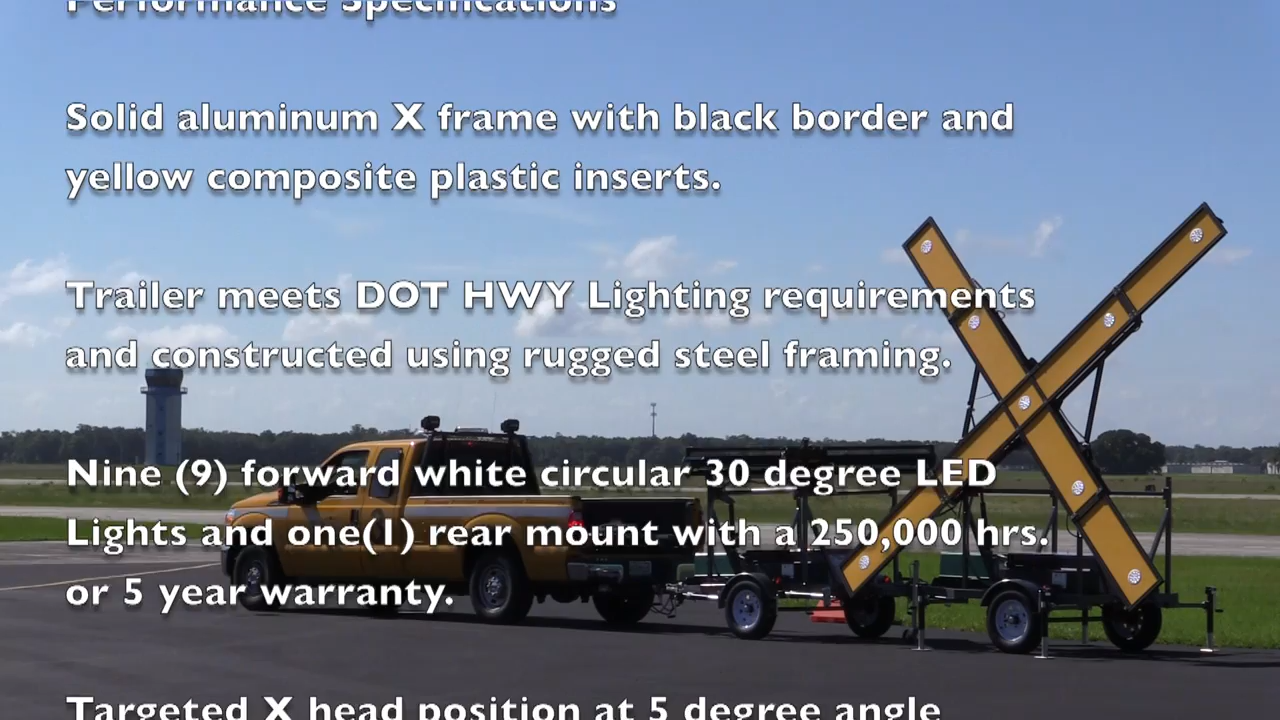 Performance Specifications
Solid aluminum X frame with black border and
yellow composite plastic inserts.
Trailer meets DOT HWY Lighting requirements
and constructed using rugged steel framing.
Nine (9) forward white circular 30 degree LED
Lights and one(1) rear mount with a 250,000 hrs.
or 5 year warranty.
Targeted X head position at 5 degree angle